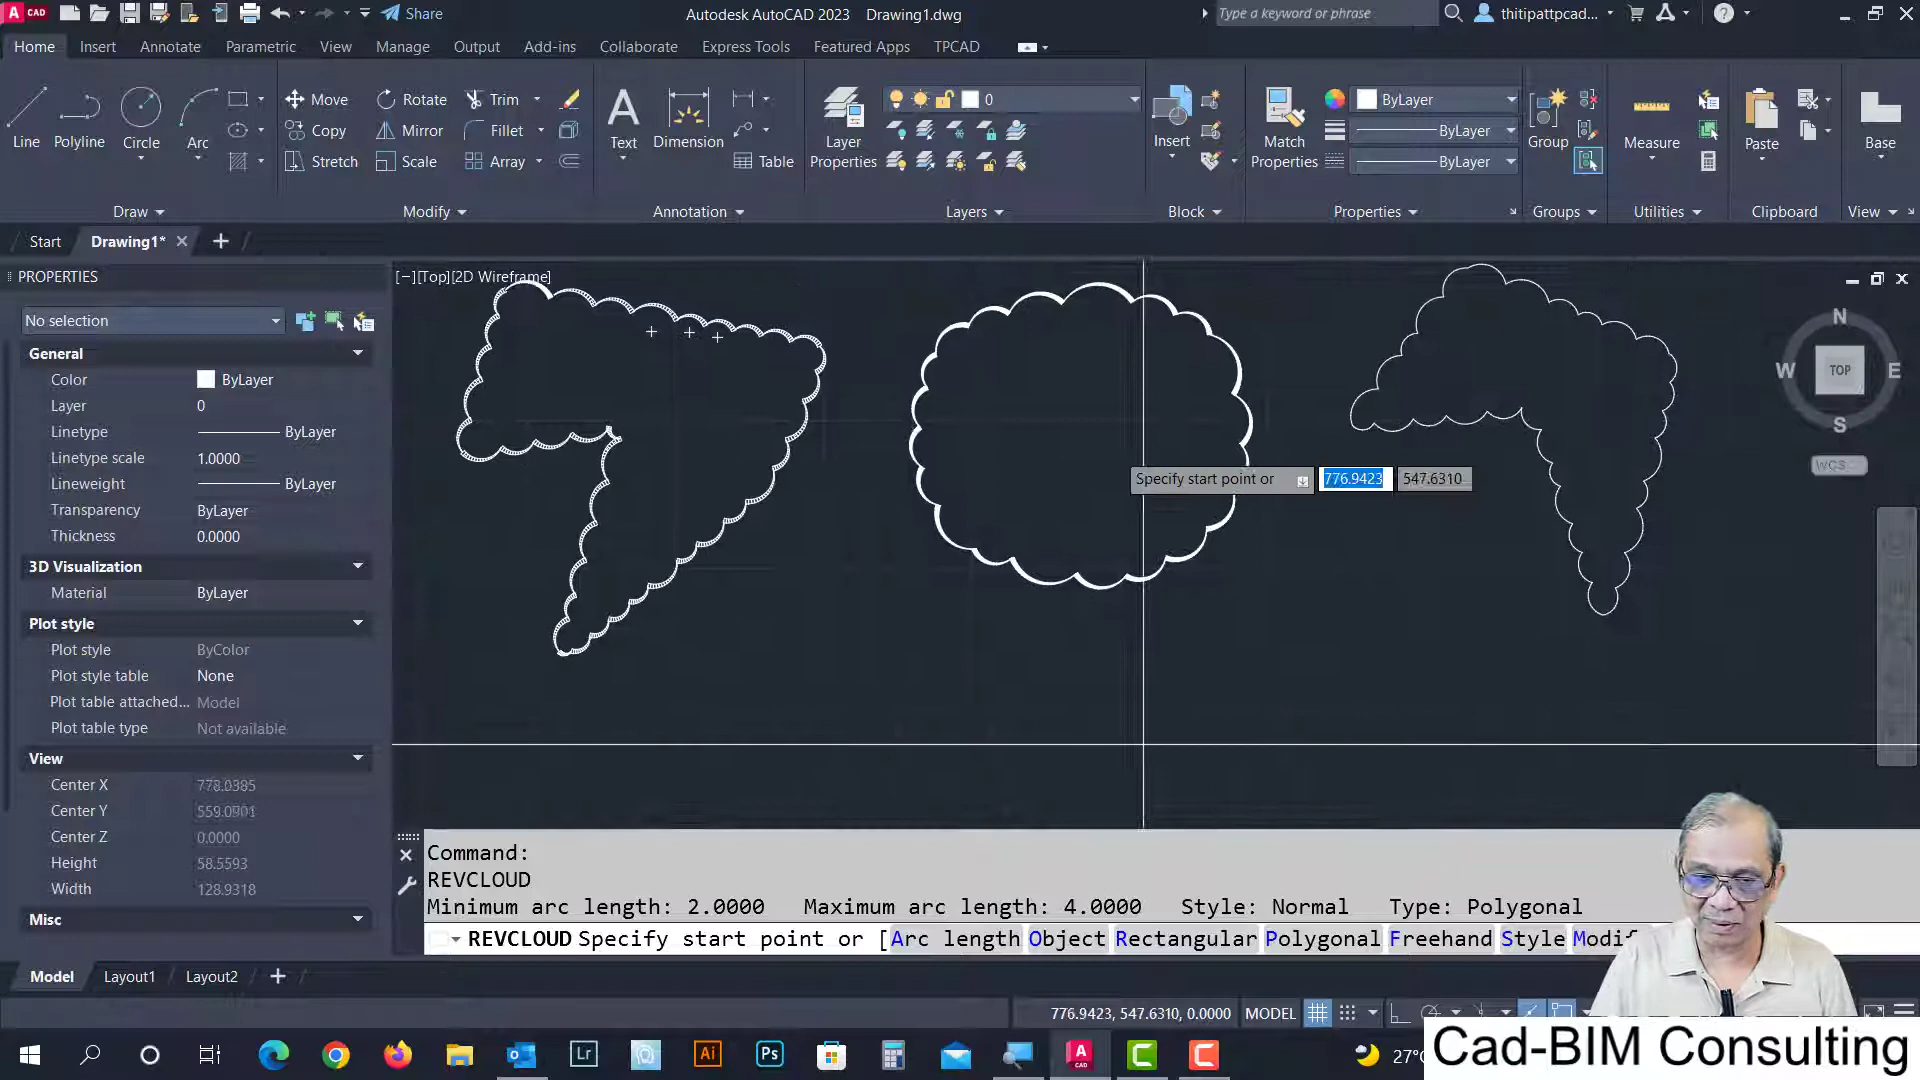 CAD
Share
Autodesk AutoCAD 2023 Drawing1.dwg
Type a keyword or phrase
thitipattpcad...
Home Insert Annotate Parametric View Manage Output Add-ins Collaborate Express Tools Featured Apps TPCAD
Line Polyline Circle Arc
Move Rotate Trim
Copy Mirror Fillet
Stretch Scale Array
Text Dimension
Table
Layer
Properties
0
Insert
Match
Properties
ByLayer
ByLayer
ByLayer
Group
Measure
Paste
Base
Draw Modify Annotation Layers Block Properties Groups Utilities Clipboard View
Start Drawing1*
PROPERTIES
[−][Top][2D Wireframe]
No selection
General
Color ByLayer
Layer 0
Linetype ByLayer
Linetype scale 1.0000
Lineweight ByLayer
Transparency ByLayer
Thickness 0.0000
3D Visualization
Material ByLayer
Plot style
Plot style ByColor
Plot style table None
Plot table attached... Model
Plot table type Not available
View
Center X 778.0385
Center Y 559.0901
Center Z 0.0000
Height 58.5593
Width 128.9318
Misc
N
W TOP E
S
WCS
Specify start point or 776.9423 547.6310
Command:
REVCLOUD
Minimum arc length: 2.0000 Maximum arc length: 4.0000 Style: Normal Type: Polygonal
REVCLOUD Specify start point or [Arc length Object Rectangular Polygonal Freehand Style Modif
Model Layout1 Layout2
776.9423, 547.6310, 0.0000 MODEL
Lr Ai Ps
A
CAD
C C
27°
Cad-BIM Consulting